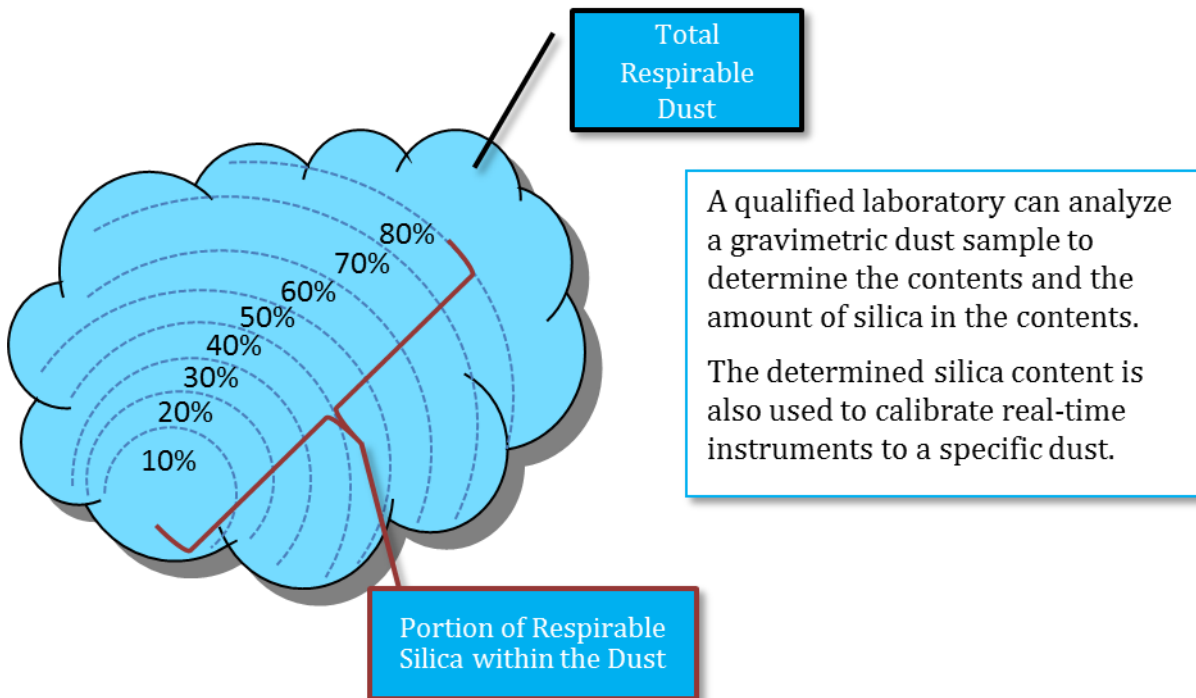 Total
Respirable
Dust
80%
70%
60%
50%
40%
30%
20%
10%
A qualified laboratory can analyze
a gravimetric dust sample to
determine the contents and the
amount of silica in the contents.
The determined silica content is
also used to calibrate real-time
instruments to a specific dust.
Portion of Respirable
Silica within the Dust